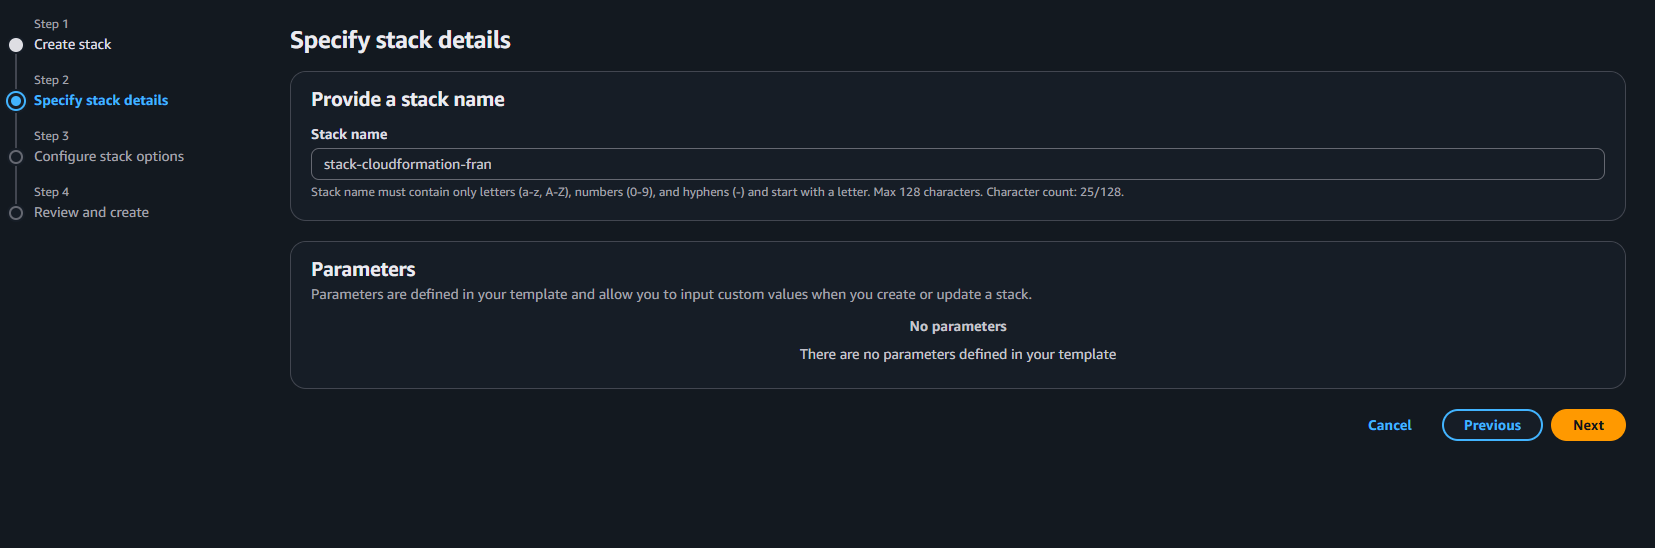 Step 1
Create stack
Step 2
Specify stack details
Step 3
Configure stack options
Step 4
Review and create
Specify stack details
Provide a stack name
Stack name
stack-cloudformation-fran
Stack name must contain only letters (a-z, A-Z), numbers (0-9), and hyphens (-) and start with a letter. Max 128 characters. Character count: 25/128.
Parameters
Parameters are defined in your template and allow you to input custom values when you create or update a stack.
No parameters
There are no parameters defined in your template
Cancel
Previous
Next